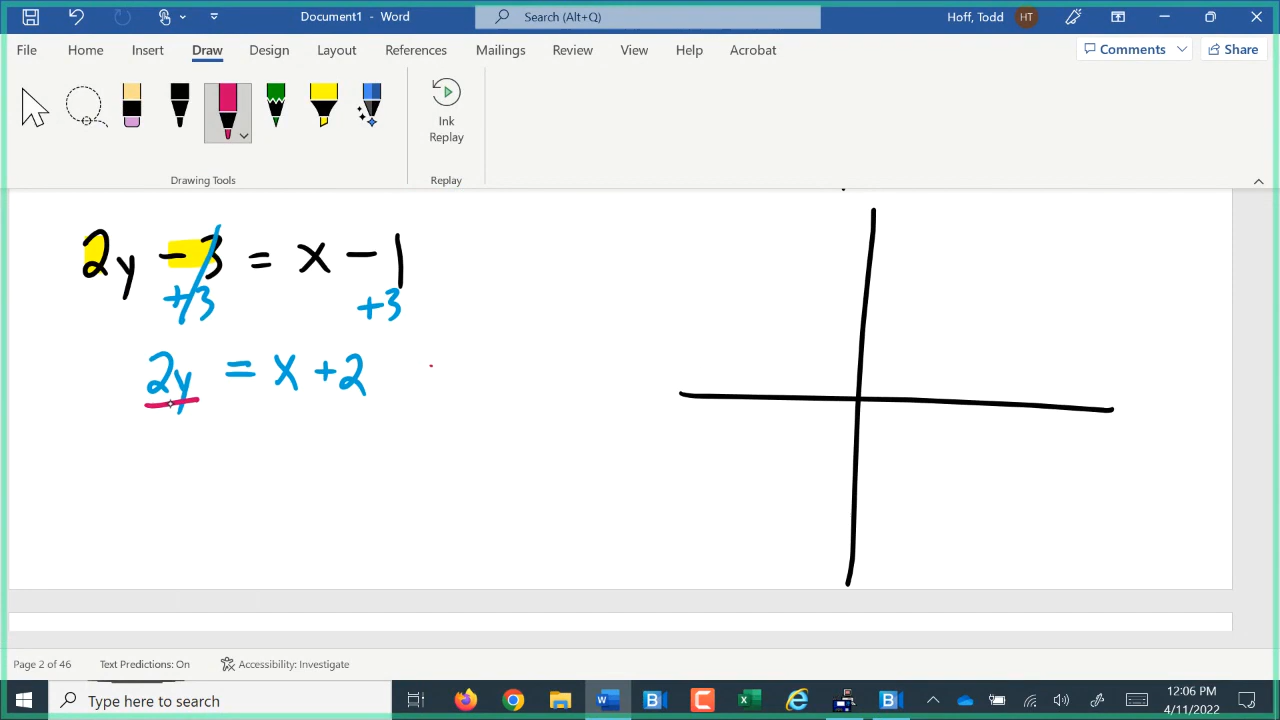 Document1 - Word
Search (Alt+Q)
Hoff, Todd
HT
File Home Insert Draw Design Layout References Mailings Review View Help Acrobat
Comments
Share
Ink Replay
Drawing Tools
Replay
2y - 3 = x - 1
+3 +3
2y = x + 2
Page 2 of 46
Text Predictions: On
Accessibility: Investigate
Type here to search
12:06 PM
4/11/2022